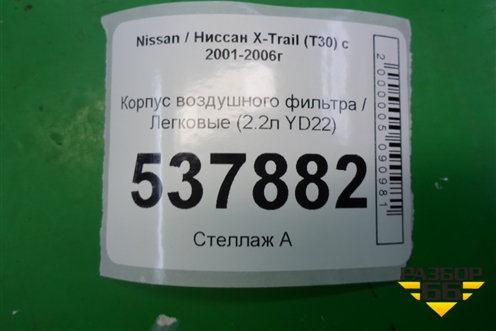 Nissan / Ниссан X-Trail (T30) с
2001-2006г
Корпус воздушного фильтра /
Легковые (2.2л YD22)
537882
Стеллаж А
2000005090981
РАЗБОР
66